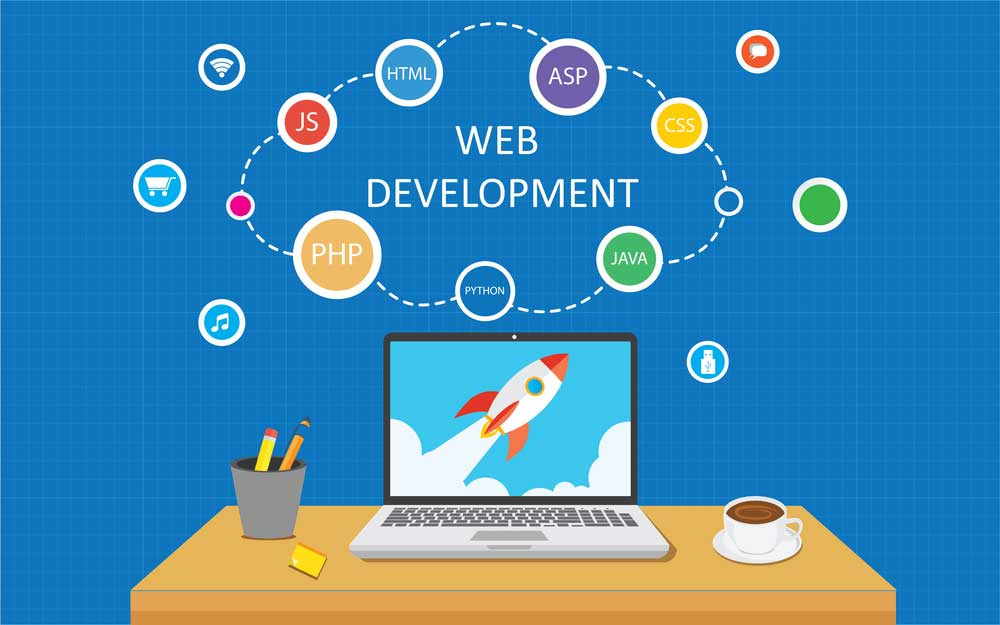 HTML
ASP
JS
CSS
WEB
DEVELOPMENT
PHP
JAVA
PYTHON